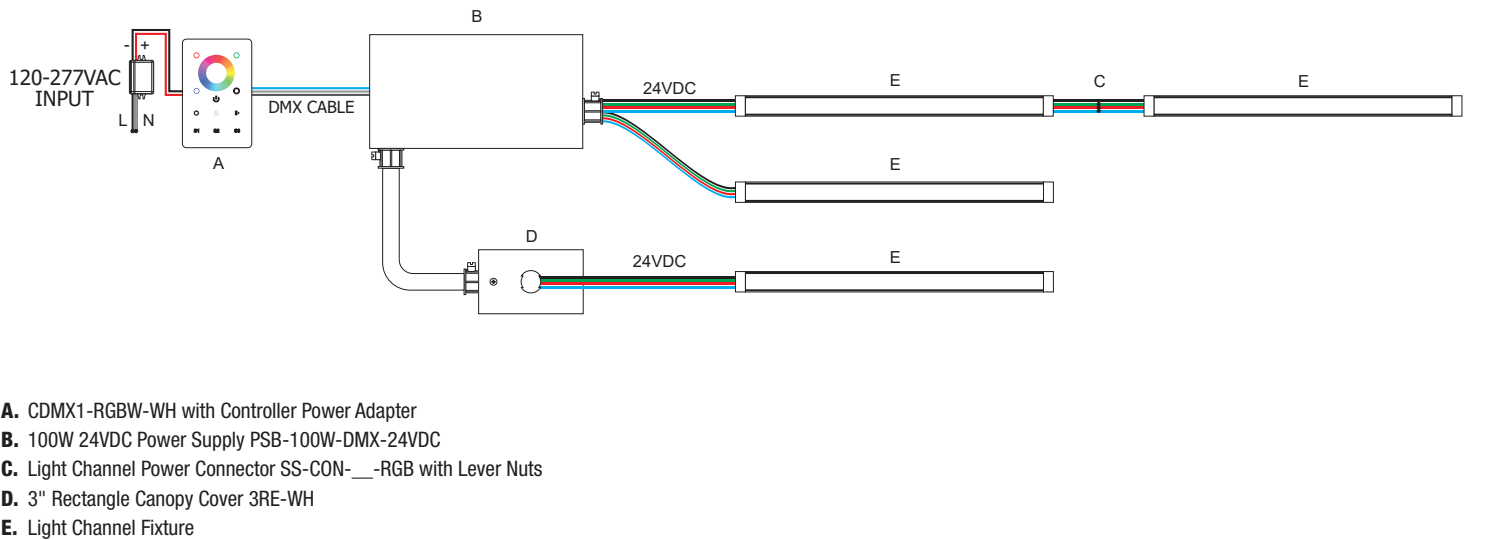 B
- +
120-277VAC
INPUT
L N
A
DMX CABLE
24VDC
E
C
E
E
D
24VDC
E
A. CDMX1-RGBW-WH with Controller Power Adapter
B. 100W 24VDC Power Supply PSB-100W-DMX-24VDC
C. Light Channel Power Connector SS-CON-__-RGB with Lever Nuts
D. 3" Rectangle Canopy Cover 3RE-WH
E. Light Channel Fixture